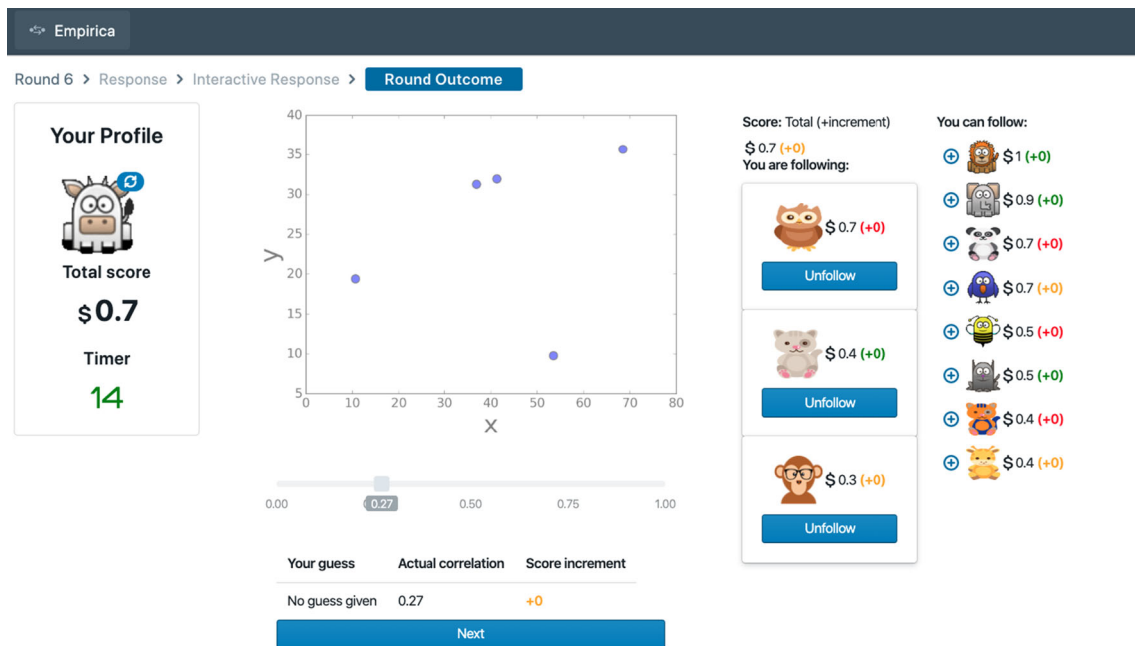 Empirica
Round 6 > Response > Interactive Response > Round Outcome
Your Profile
Total score
$ 0.7
Timer
14
40
35
30
25
20
15
10
5
y
0 10 20 30 40 50 60 70 80
x
0.00 0.27 0.50 0.75 1.00
Your guess Actual correlation Score increment
No guess given 0.27 +0
Next
Score: Total (+increment)
$ 0.7 (+0)
You are following:
$ 0.7 (+0)
Unfollow
$ 0.4 (+0)
Unfollow
$ 0.3 (+0)
Unfollow
You can follow:
$ 1 (+0)
$ 0.9 (+0)
$ 0.7 (+0)
$ 0.7 (+0)
$ 0.5 (+0)
$ 0.5 (+0)
$ 0.4 (+0)
$ 0.4 (+0)